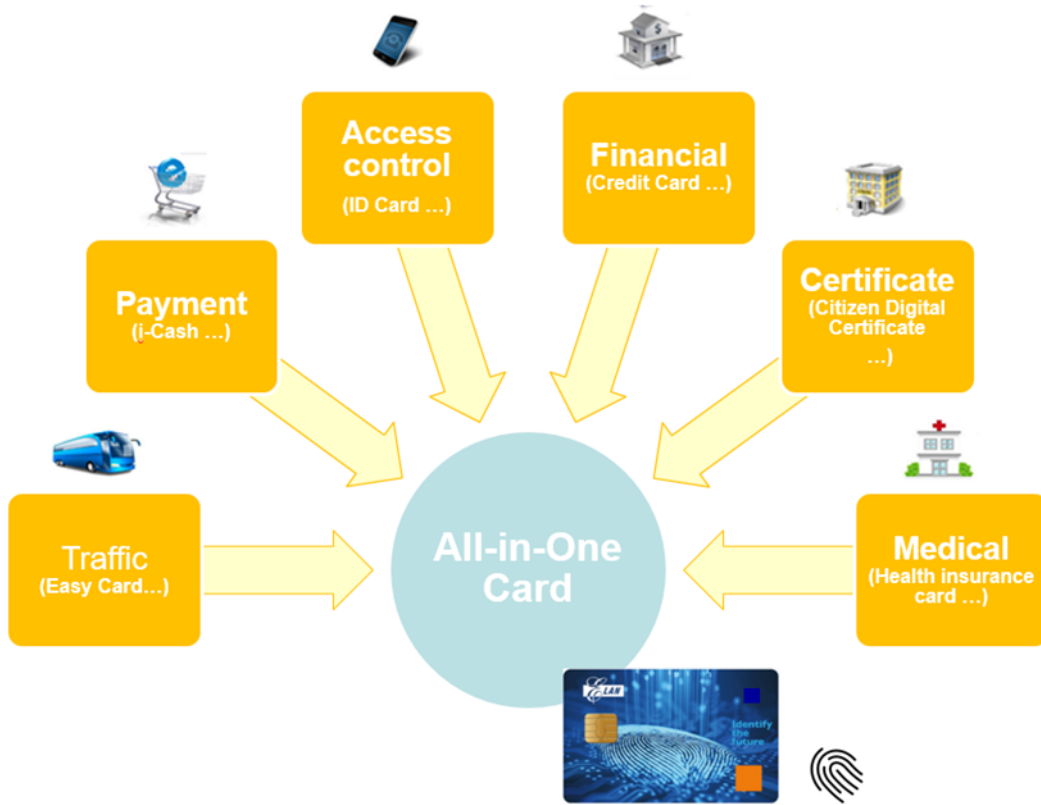 Access
control
(ID Card ...)
Financial
(Credit Card ...)
Payment
(i-Cash ...)
Certificate
(Citizen Digital
Certificate
...)
Traffic
(Easy Card...)
All-in-One
Card
Medical
(Health insurance
card ...)
ELAN
Identify
the
future